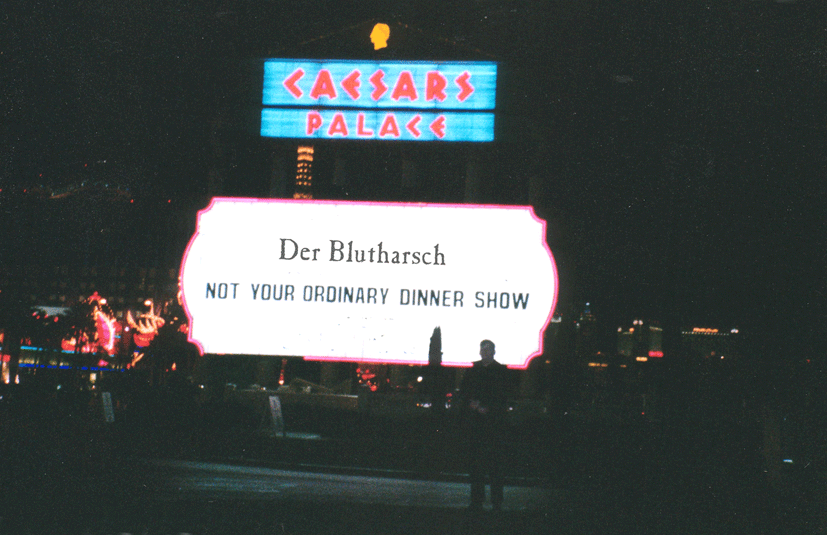 CAESARS
PALACE
Der Blutharsch
NOT YOUR ORDINARY DINNER SHOW